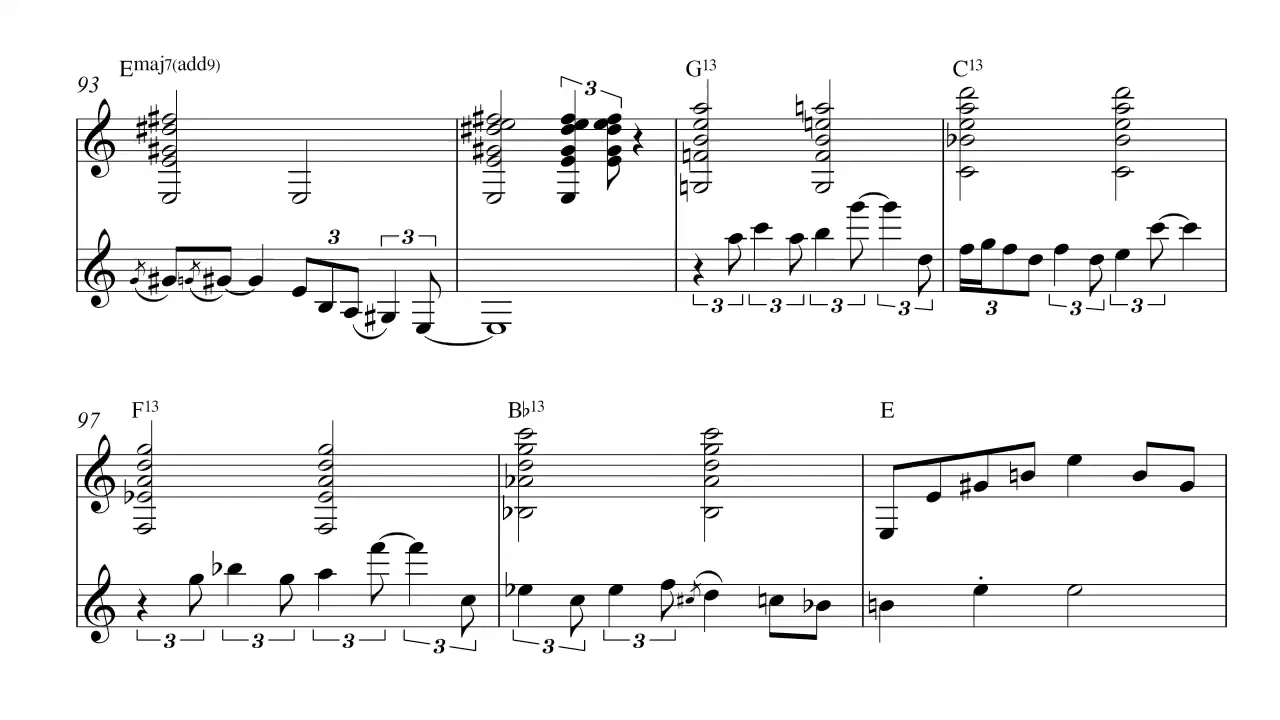 Emaj7(add9) G13 C13
93
3
3 3
3 3 3 3 3 3 3
F13 B♭13 E
97
3 3 3 3 3 3